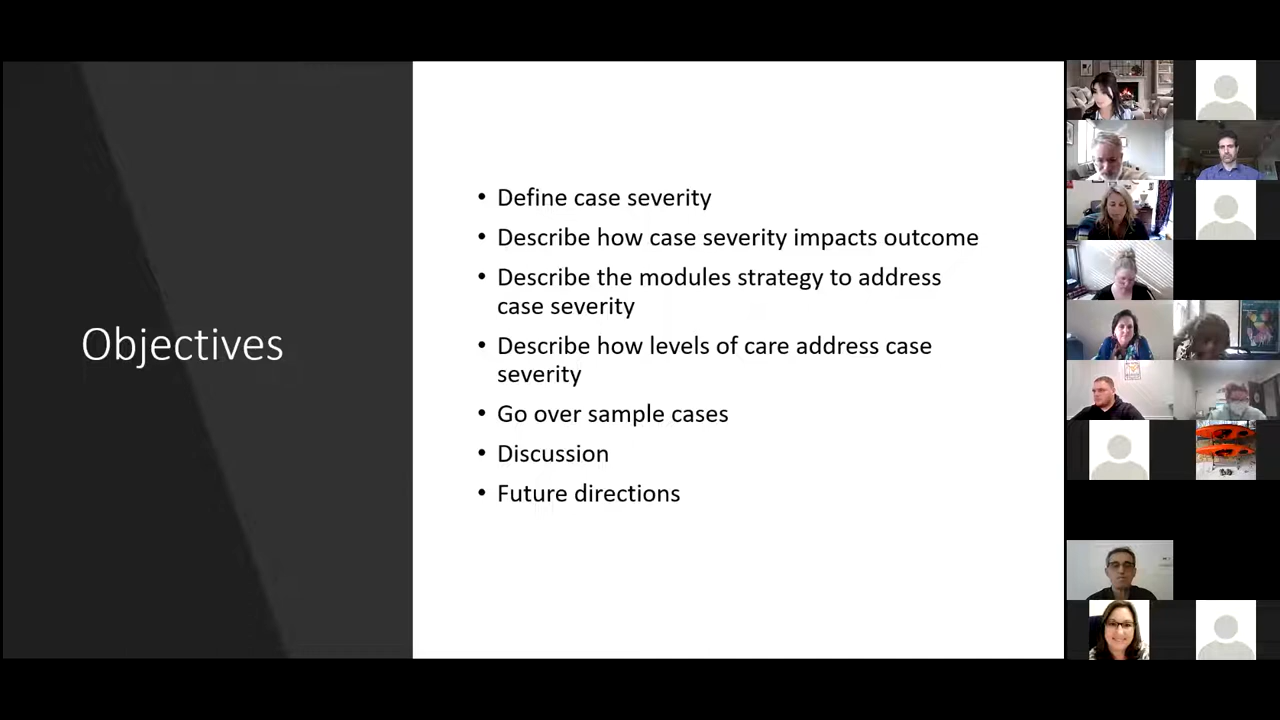 Objectives
• Define case severity
• Describe how case severity impacts outcome
• Describe the modules strategy to address
case severity
• Describe how levels of care address case
severity
• Go over sample cases
• Discussion
• Future directions